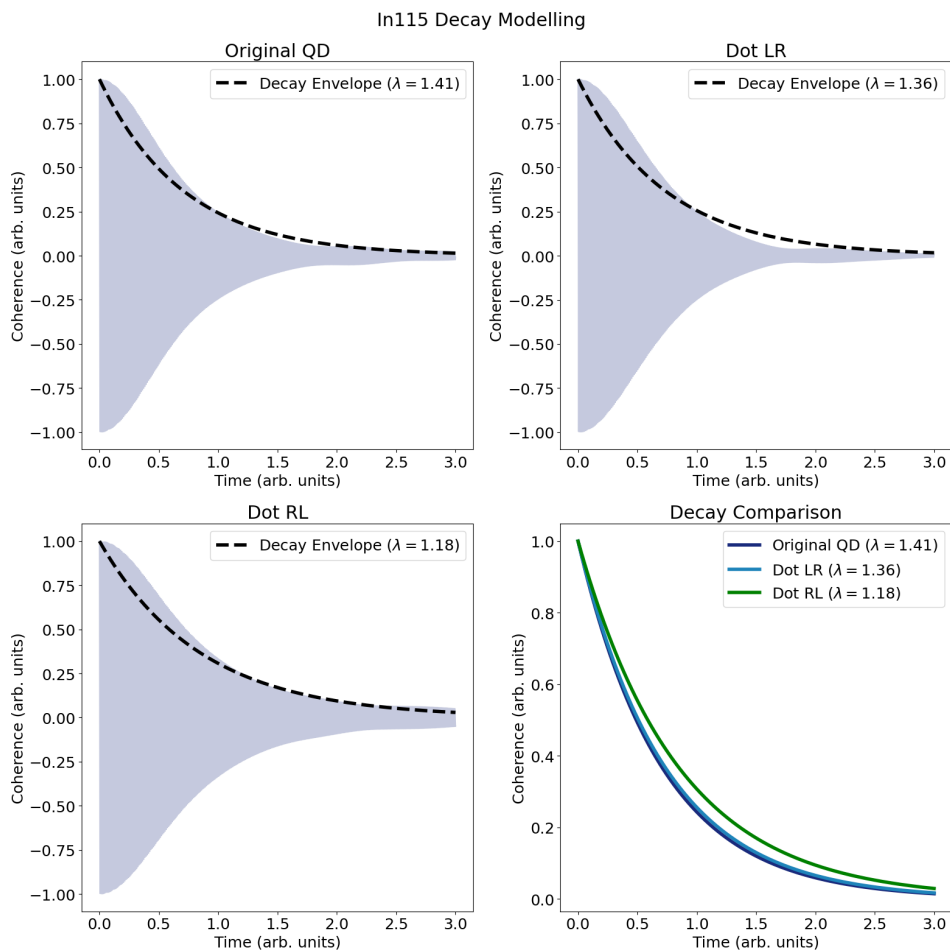 In115 Decay Modelling
Original QD
Decay Envelope (λ = 1.41)
1.00
0.75
0.50
0.25
0.00
−0.25
−0.50
−0.75
−1.00
Coherence (arb. units)
0.0 0.5 1.0 1.5 2.0 2.5 3.0
Time (arb. units)
Dot LR
Decay Envelope (λ = 1.36)
1.00
0.75
0.50
0.25
0.00
−0.25
−0.50
−0.75
−1.00
Coherence (arb. units)
0.0 0.5 1.0 1.5 2.0 2.5 3.0
Time (arb. units)
Dot RL
Decay Envelope (λ = 1.18)
1.00
0.75
0.50
0.25
0.00
−0.25
−0.50
−0.75
−1.00
Coherence (arb. units)
0.0 0.5 1.0 1.5 2.0 2.5 3.0
Time (arb. units)
Decay Comparison
Original QD (λ = 1.41)
Dot LR (λ = 1.36)
Dot RL (λ = 1.18)
1.0
0.8
0.6
0.4
0.2
0.0
Coherence (arb. units)
0.0 0.5 1.0 1.5 2.0 2.5 3.0
Time (arb. units)